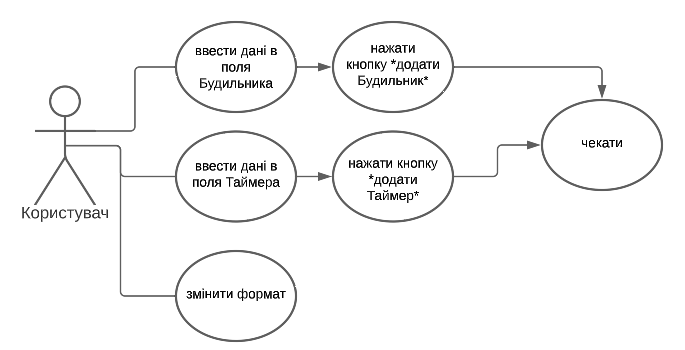 ввести дані в
поля
Будильника
нажати
кнопку *додати
Будильник*
чекати
ввести дані в
поля Таймера
нажати кнопку
*додати
Таймер*
Користувач
змінити формат